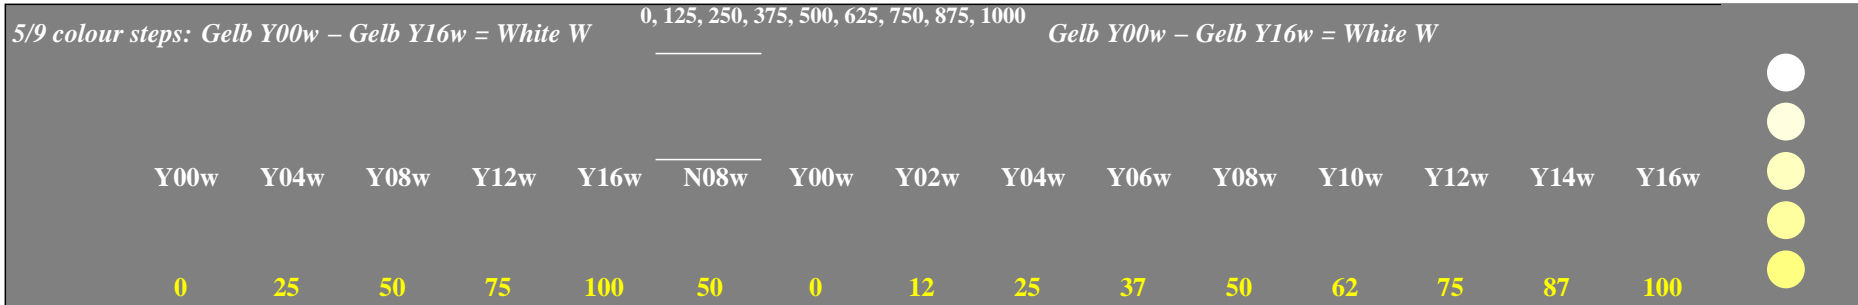 0, 125, 250, 375, 500, 625, 750, 875, 1000
5/9 colour steps: Gelb Y00w – Gelb Y16w = White W Gelb Y00w – Gelb Y16w = White W
Y00w Y04w Y08w Y12w Y16w N08w Y00w Y02w Y04w Y06w Y08w Y10w Y12w Y14w Y16w
0 25 50 75 100 50 0 12 25 37 50 62 75 87 100